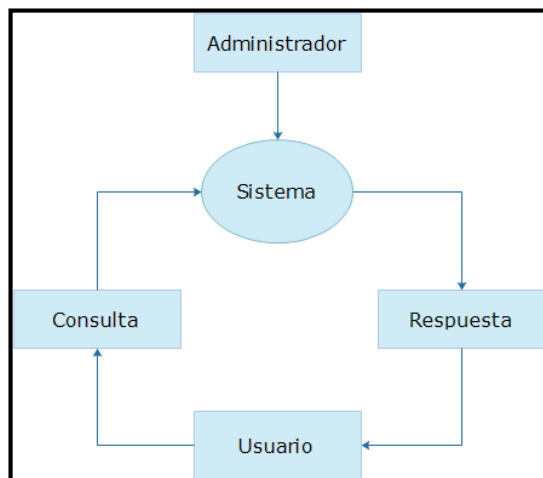 Administrador
Sistema
Consulta
Respuesta
Usuario